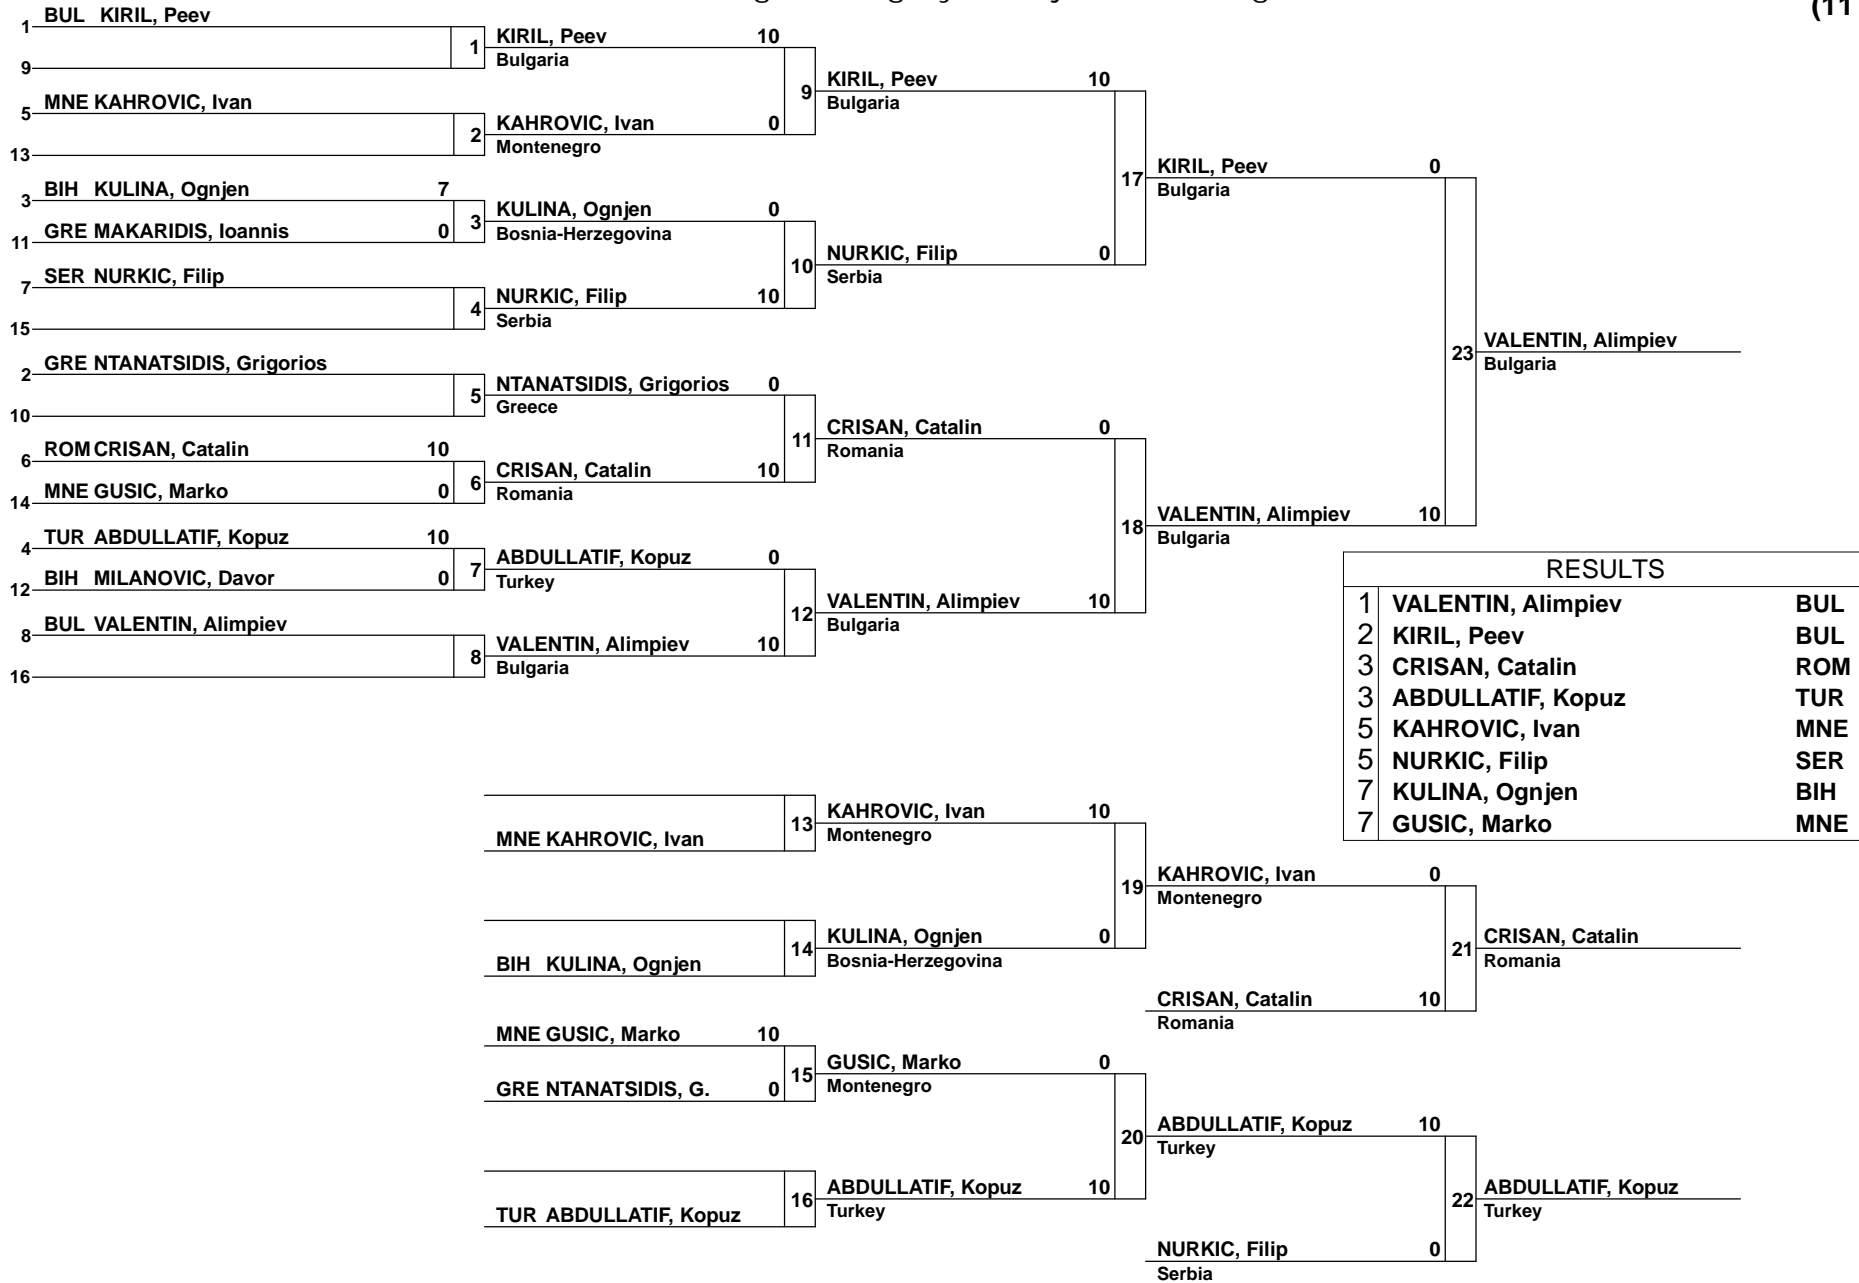 (11
1 BUL KIRIL, Peev
9
1
5 MNE KAHROVIC, Ivan
13
2
3 BIH KULINA, Ognjen 7
11 GRE MAKARIDIS, Ioannis 0
3
7 SER NURKIC, Filip
15
4
2 GRE NTANATSIDIS, Grigorios
10
5
6 ROM CRISAN, Catalin 10
14 MNE GUSIC, Marko 0
6
4 TUR ABDULLATIF, Kopuz 10
12 BIH MILANOVIC, Davor 0
7
8 BUL VALENTIN, Alimpiev
16
8
KIRIL, Peev 10
Bulgaria
9
KAHROVIC, Ivan 0
Montenegro
KULINA, Ognjen 0
Bosnia-Herzegovina
10
NURKIC, Filip 10
Serbia
NTANATSIDIS, Grigorios 0
Greece
11
CRISAN, Catalin 10
Romania
ABDULLATIF, Kopuz 0
Turkey
12
VALENTIN, Alimpiev 10
Bulgaria
KIRIL, Peev 10
Bulgaria
17
NURKIC, Filip 0
Serbia
CRISAN, Catalin 0
Romania
18
VALENTIN, Alimpiev 10
Bulgaria
KIRIL, Peev 0
Bulgaria
23
VALENTIN, Alimpiev 10
Bulgaria
VALENTIN, Alimpiev
Bulgaria
RESULTS
1 VALENTIN, Alimpiev BUL
2 KIRIL, Peev BUL
3 CRISAN, Catalin ROM
3 ABDULLATIF, Kopuz TUR
5 KAHROVIC, Ivan MNE
5 NURKIC, Filip SER
7 KULINA, Ognjen BIH
7 GUSIC, Marko MNE
MNE KAHROVIC, Ivan
13
BIH KULINA, Ognjen
14
MNE GUSIC, Marko 10
GRE NTANATSIDIS, G. 0
15
TUR ABDULLATIF, Kopuz
16
KAHROVIC, Ivan 10
Montenegro
19
KULINA, Ognjen 0
Bosnia-Herzegovina
GUSIC, Marko 0
Montenegro
20
ABDULLATIF, Kopuz 10
Turkey
KAHROVIC, Ivan 0
Montenegro
21
CRISAN, Catalin 10
Romania
ABDULLATIF, Kopuz 10
Turkey
22
NURKIC, Filip 0
Serbia
CRISAN, Catalin
Romania
ABDULLATIF, Kopuz
Turkey